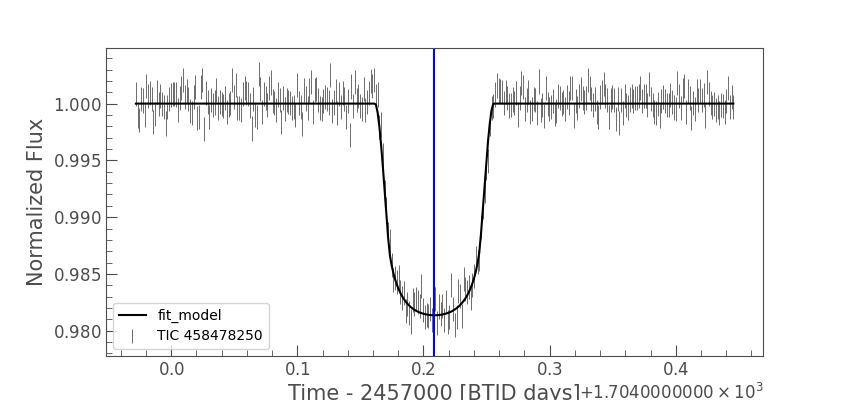 Normalized Flux
1.000
0.995
0.990
0.985
0.980
fit_model
TIC 458478250
0.0 0.1 0.2 0.3 0.4
Time - 2457000 [BTJD days] +1.7040000000 × 10³